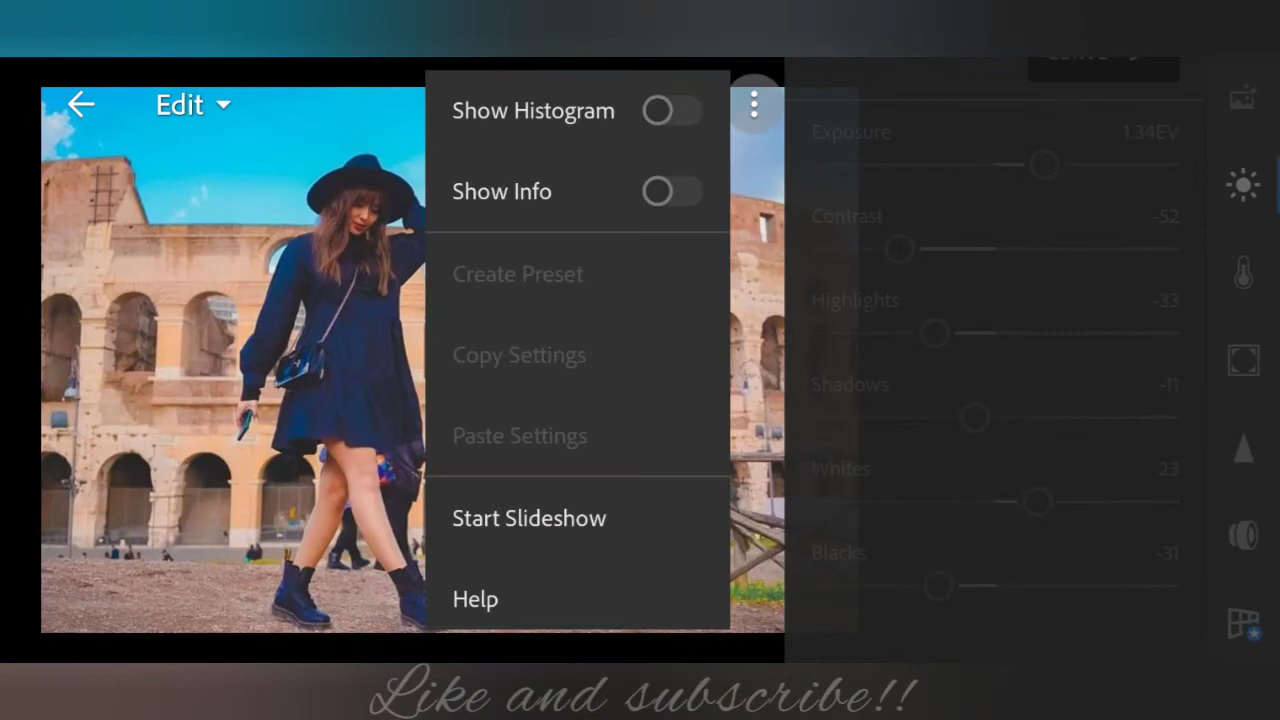 Edit
Show Histogram
Show Info
Create Preset
Copy Settings
Paste Settings
Start Slideshow
Help
Exposure 1.34EV
Contrast -52
Highlights -33
Shadows -11
Whites 23
Blacks -31
Like and subscribe!!